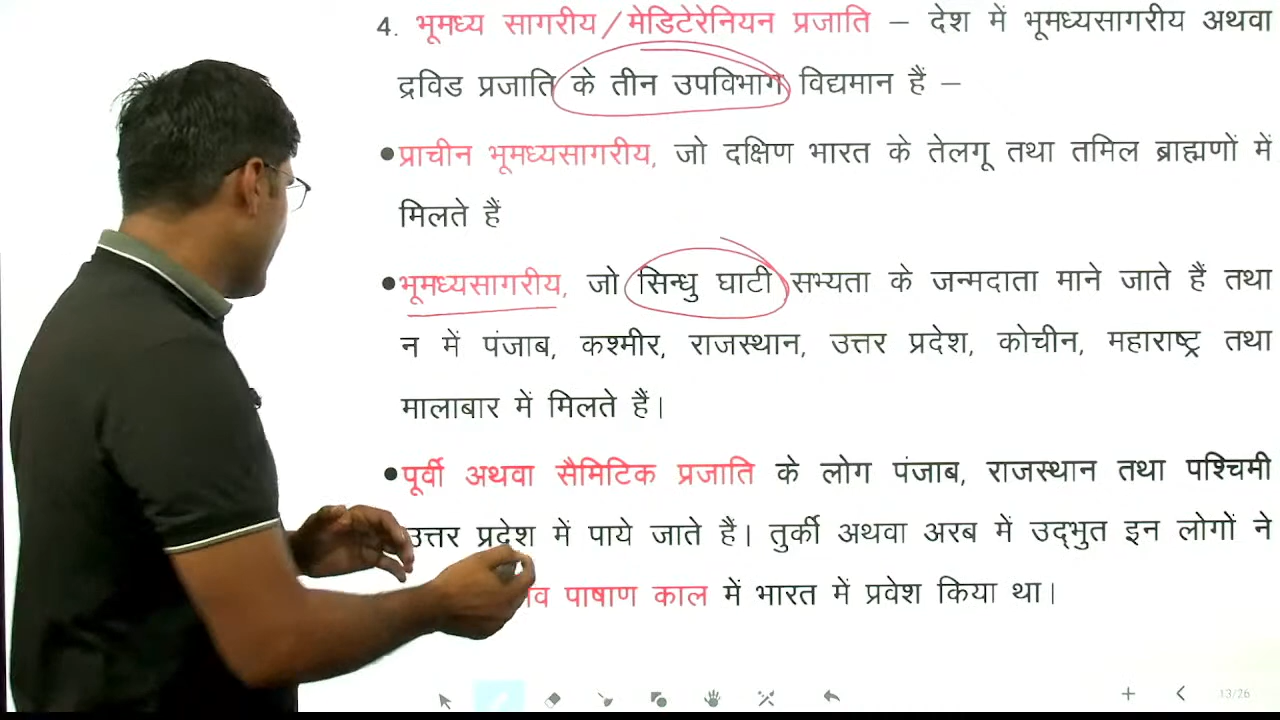 4. भूमध्य सागरीय/मेडिटेरेनियन प्रजाति – देश में भूमध्यसागरीय अथवा
द्रविड प्रजाति के तीन उपविभाग विद्यमान हैं –
•प्राचीन भूमध्यसागरीय, जो दक्षिण भारत के तेलगू तथा तमिल ब्राह्मणों में
मिलते हैं
•भूमध्यसागरीय, जो सिन्धु घाटी सभ्यता के जन्मदाता माने जाते हैं तथा
न में पंजाब, कश्मीर, राजस्थान, उत्तर प्रदेश, कोचीन, महाराष्ट्र तथा
मालाबार में मिलते हैं।
•पूर्वी अथवा सैमिटिक प्रजाति के लोग पंजाब, राजस्थान तथा पश्चिमी
उत्तर प्रदेश में पाये जाते हैं। तुर्की अथवा अरब में उद्भुत इन लोगों ने
व पाषाण काल में भारत में प्रवेश किया था।
13/26